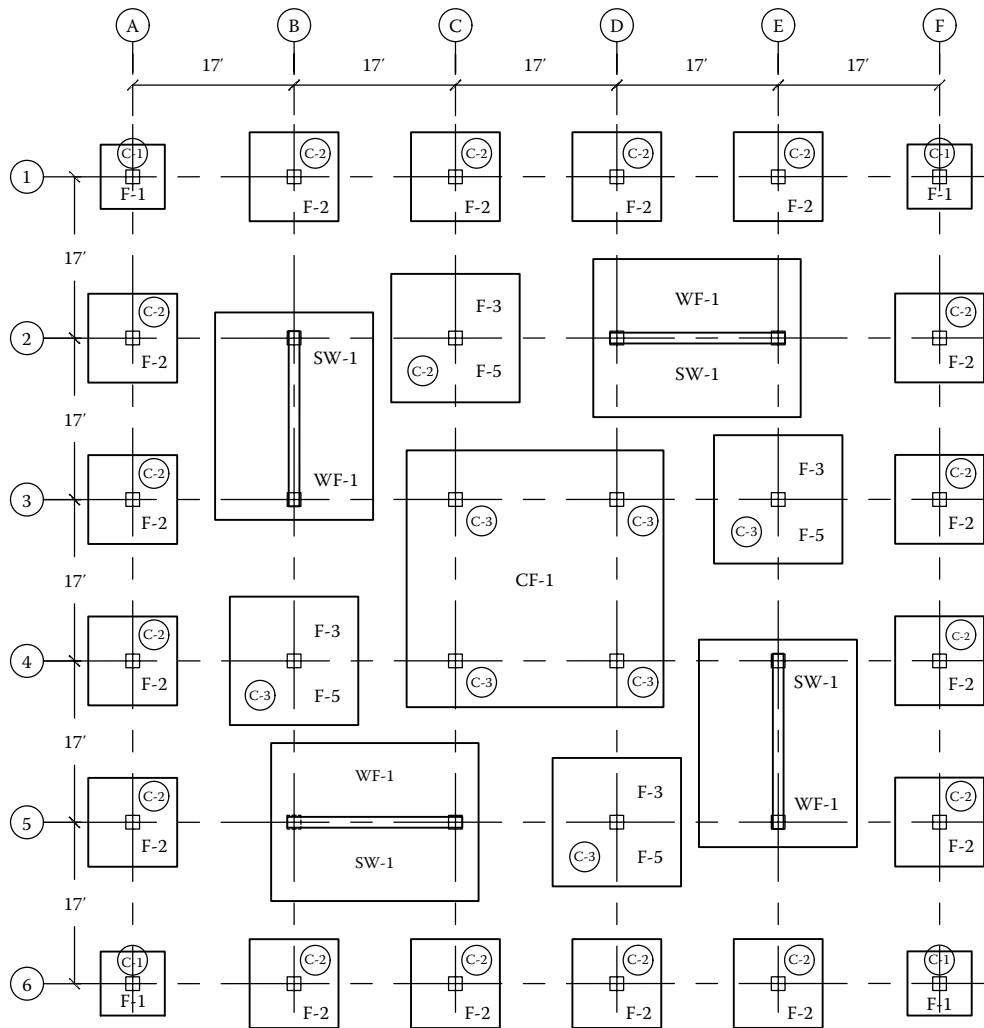 A B C D E F
17′ 17′ 17′ 17′ 17′
C-1 C-2 C-2 C-2 C-2 C-1
1
F-1 F-2 F-2 F-2 F-2 F-1
17′
C-2 F-3 WF-1 C-2
2
F-2 SW-1 C-2 F-5 SW-1 F-2
17′
C-2 WF-1 F-3 C-2
3
F-2 C-3 C-3 C-3 F-5 F-2
17′
CF-1
C-2 F-3 C-2
4
F-2 C-3 F-5 C-3 C-3 SW-1 F-2
17′
WF-1
C-2 F-3 WF-1 C-2
5
F-2 SW-1 C-3 F-5 F-2
17′
C-1 C-2 C-2 C-2 C-2 C-1
6
F-1 F-2 F-2 F-2 F-2 F-1